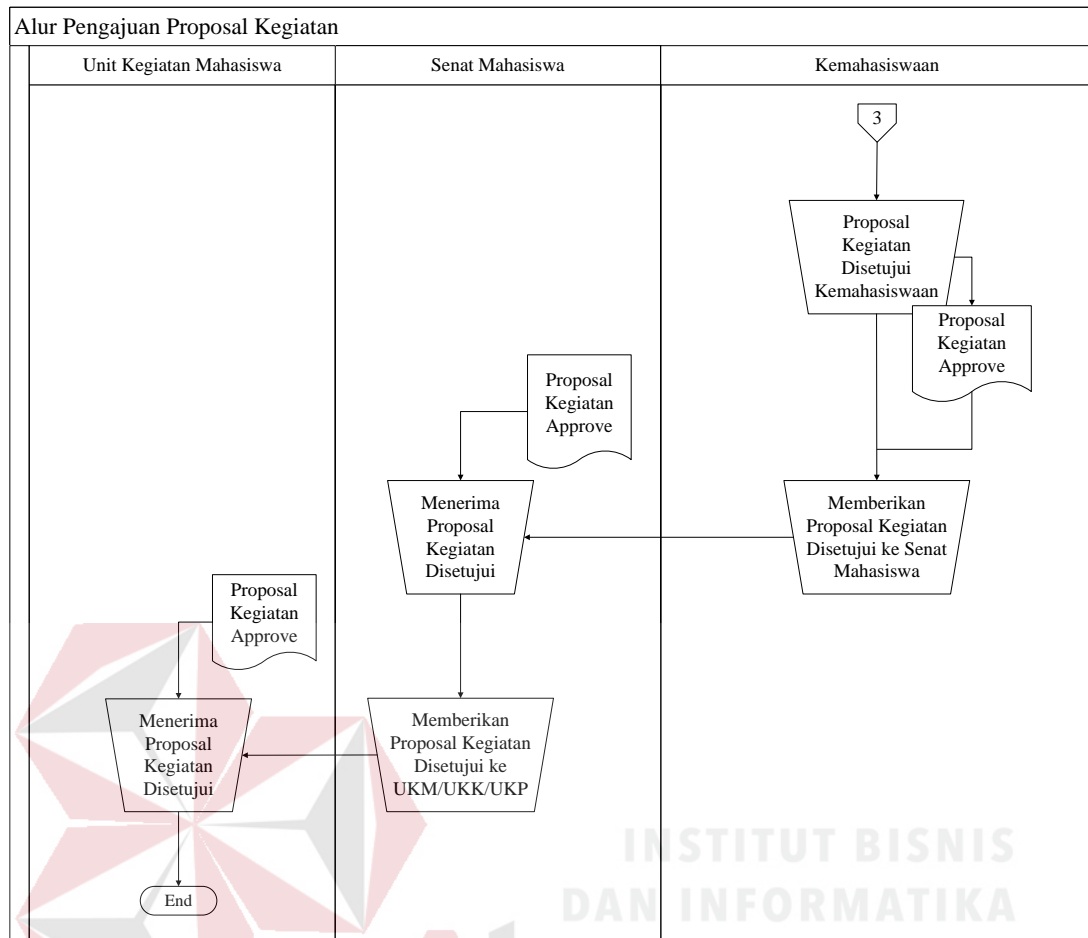 Alur Pengajuan Proposal Kegiatan
Unit Kegiatan Mahasiswa
Senat Mahasiswa
Kemahasiswaan
3
Proposal
Kegiatan
Disetujui
Kemahasiswaan
Proposal
Kegiatan
Approve
Proposal
Kegiatan
Approve
Menerima
Proposal
Kegiatan
Disetujui
Memberikan
Proposal Kegiatan
Disetujui ke Senat
Mahasiswa
Proposal
Kegiatan
Approve
Menerima
Proposal
Kegiatan
Disetujui
Memberikan
Proposal Kegiatan
Disetujui ke
UKM/UKK/UKP
End
INSTITUT BISNIS
DAN INFORMATIKA